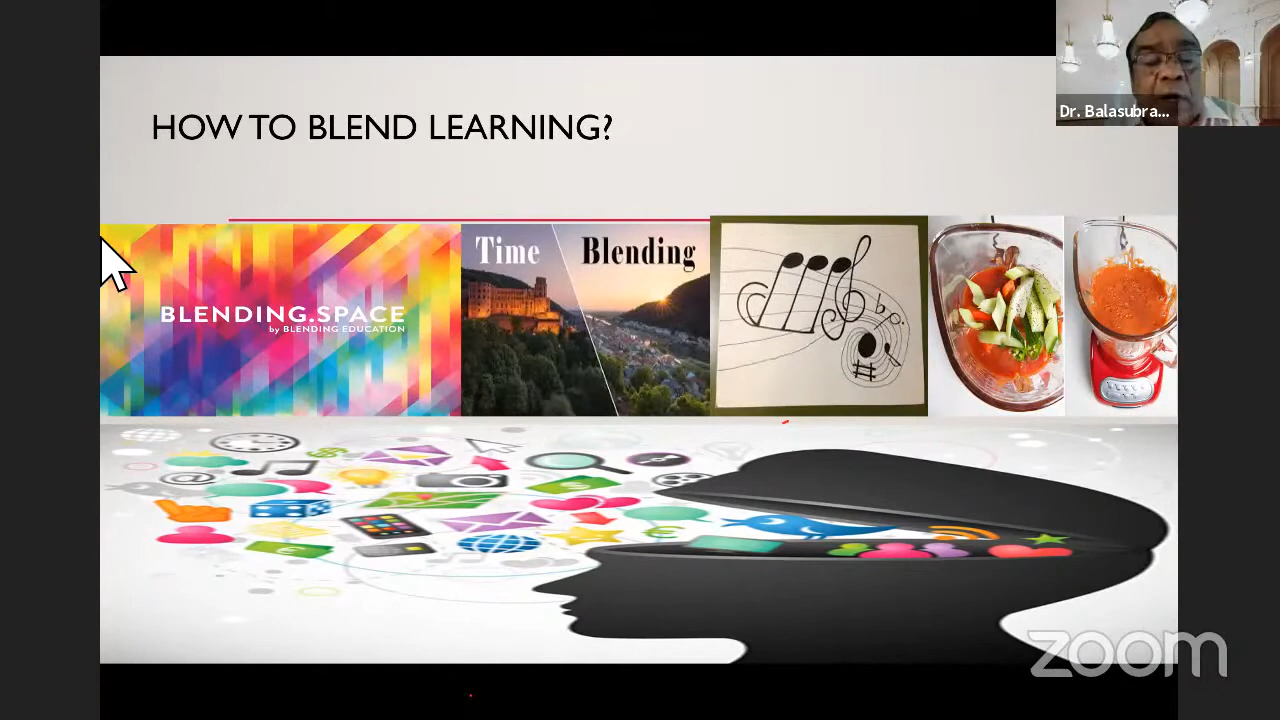 HOW TO BLEND LEARNING?
Dr. Balasubra...
BLENDING.SPACE
by BLENDING EDUCATION
Time Blending
zoom